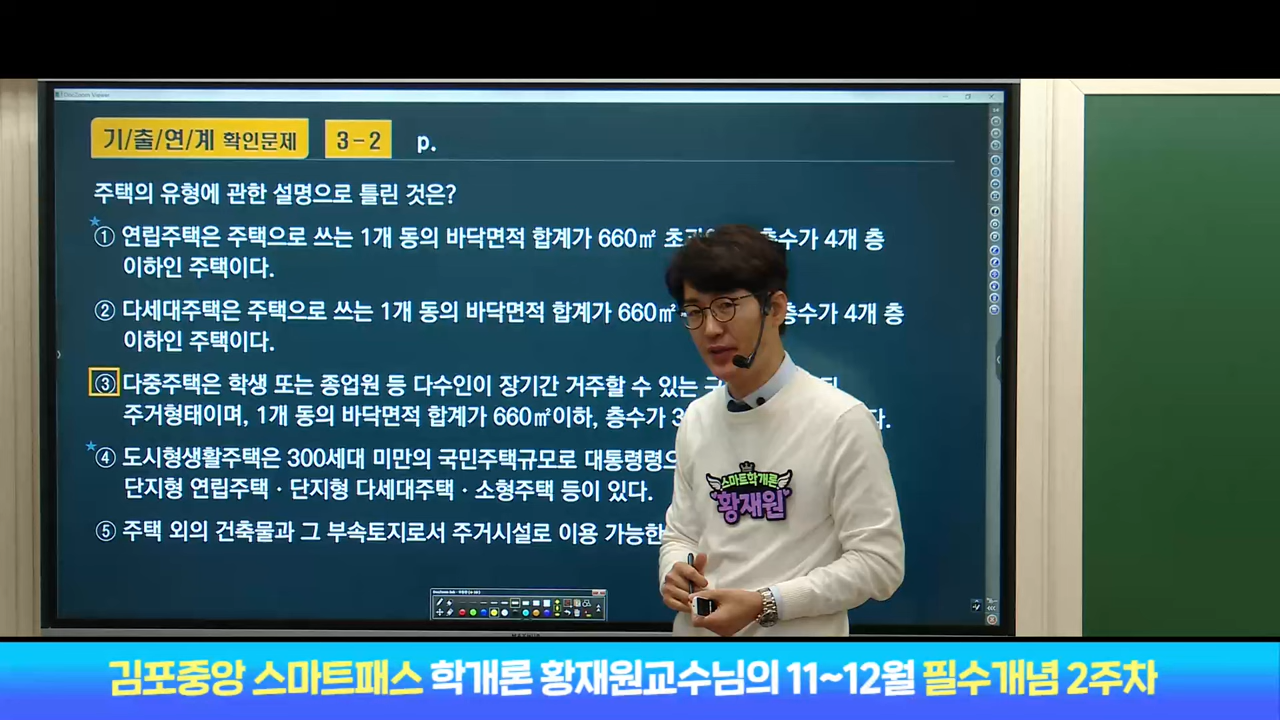 DocZoom Viewer
기/출/연/계 확인문제 3-2 p.
주택의 유형에 관한 설명으로 틀린 것은?
① 연립주택은 주택으로 쓰는 1개 동의 바닥면적 합계가 660㎡ 층수가 4개 층
이하인 주택이다.
② 다세대주택은 주택으로 쓰는 1개 동의 바닥면적 합계가 660㎡ 층수가 4개 층
이하인 주택이다.
③ 다중주택은 학생 또는 종업원 등 다수인이 장기간 거주할 수 있는
주거형태이며, 1개 동의 바닥면적 합계가 660㎡이하, 층수가
④ 도시형생활주택은 300세대 미만의 국민주택규모로 대통령령으
단지형 연립주택 · 단지형 다세대주택 · 소형주택 등이 있다.
⑤ 주택 외의 건축물과 그 부속토지로서 주거시설로 이용 가능한
스마트학개론
황재원
김포중앙 스마트패스 학개론 황재원교수님의 11~12월 필수개념 2주차